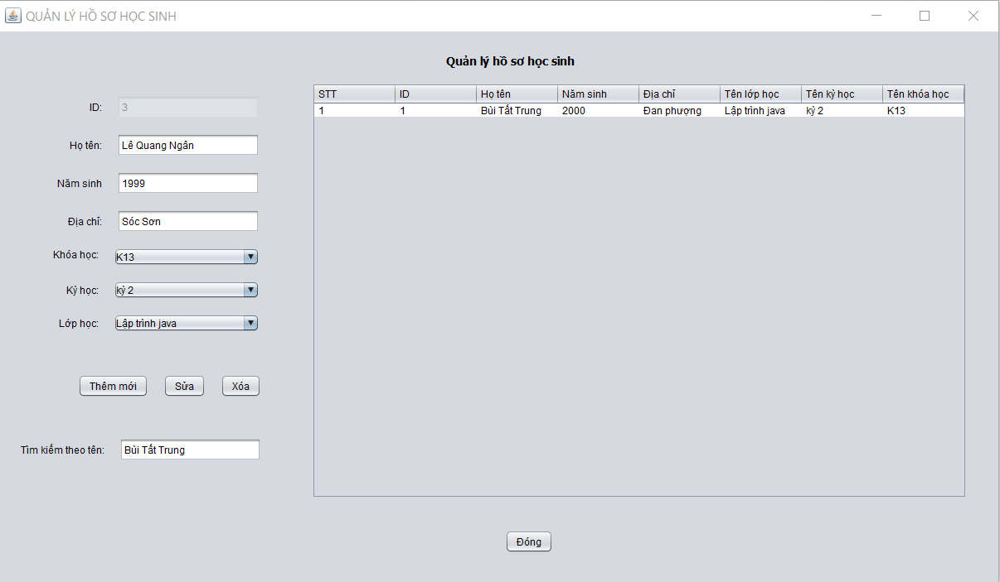 QUẢN LÝ HỒ SƠ HỌC SINH
Quản lý hồ sơ học sinh
ID: 3
Họ tên: Lê Quang Ngân
Năm sinh 1999
Địa chỉ: Sóc Sơn
Khóa học: K13
Kỳ học: kỳ 2
Lớp học: Lập trình java
Thêm mới Sửa Xóa
Tìm kiếm theo tên: Bùi Tất Trung
STT ID Họ tên Năm sinh Địa chỉ Tên lớp học Tên kỳ học Tên khóa học
1 1 Bùi Tất Trung 2000 Đan phượng Lập trình java kỳ 2 K13
Đóng